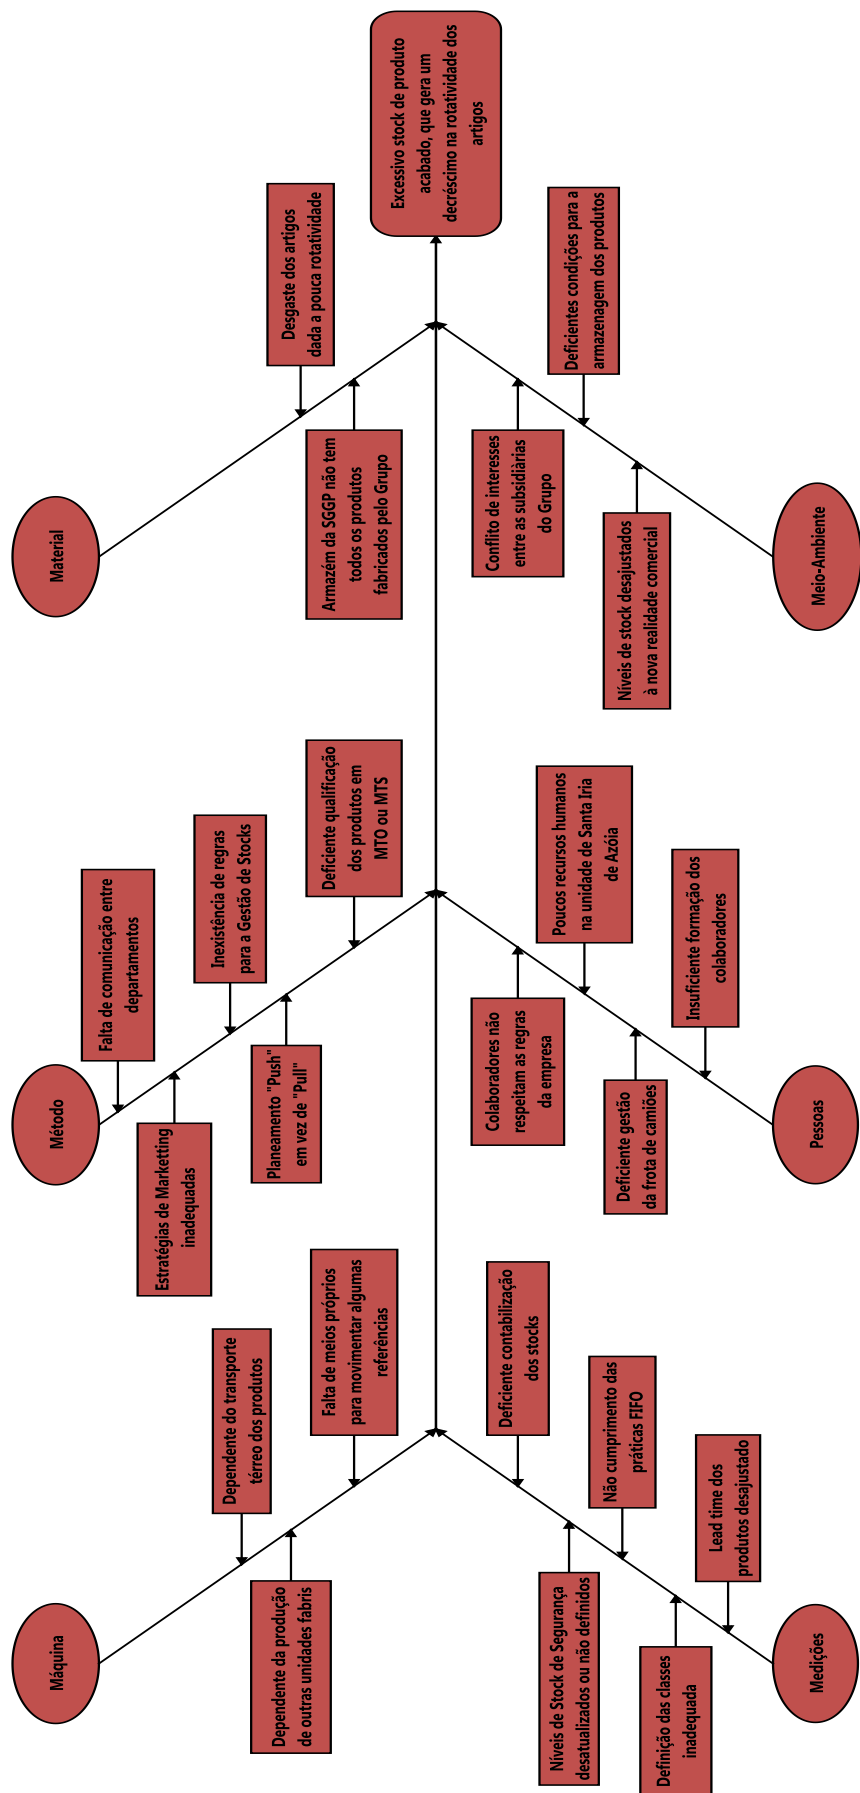 Máquina
Dependente do transporte
térreo dos produtos
Dependente da produção
de outras unidades fabris
Falta de meios próprios
para movimentar algumas
referências
Método
Falta de comunicação entre
departamentos
Estratégias de Marketting
inadequadas
Inexistência de regras
para a Gestão de Stocks
Planeamento "Push"
em vez de "Pull"
Deficiente qualificação
dos produtos em
MTO ou MTS
Material
Desgaste dos artigos
dada a pouca rotatividade
Armazém da SGGP não tem
todos os produtos
fabricados pelo Grupo
Excessivo stock de produto
acabado, que gera um
decréscimo na rotatividade dos
artigos
Deficiente contabilização
dos stocks
Níveis de Stock de Segurança
desatualizados ou não definidos
Não cumprimento das
práticas FIFO
Definição das classes
inadequada
Lead time dos
produtos desajustado
Medições
Colaboradores não
respeitam as regras
da empresa
Poucos recursos humanos
na unidade de Santa Iria
de Azóia
Deficiente gestão
da frota de camiões
Insuficiente formação dos
colaboradores
Pessoas
Conflito de interesses
entre as subsidiàrias
do Grupo
Deficientes condições para a
armazenagem dos produtos
Níveis de stock desajustados
à nova realidade comercial
Meio-Ambiente